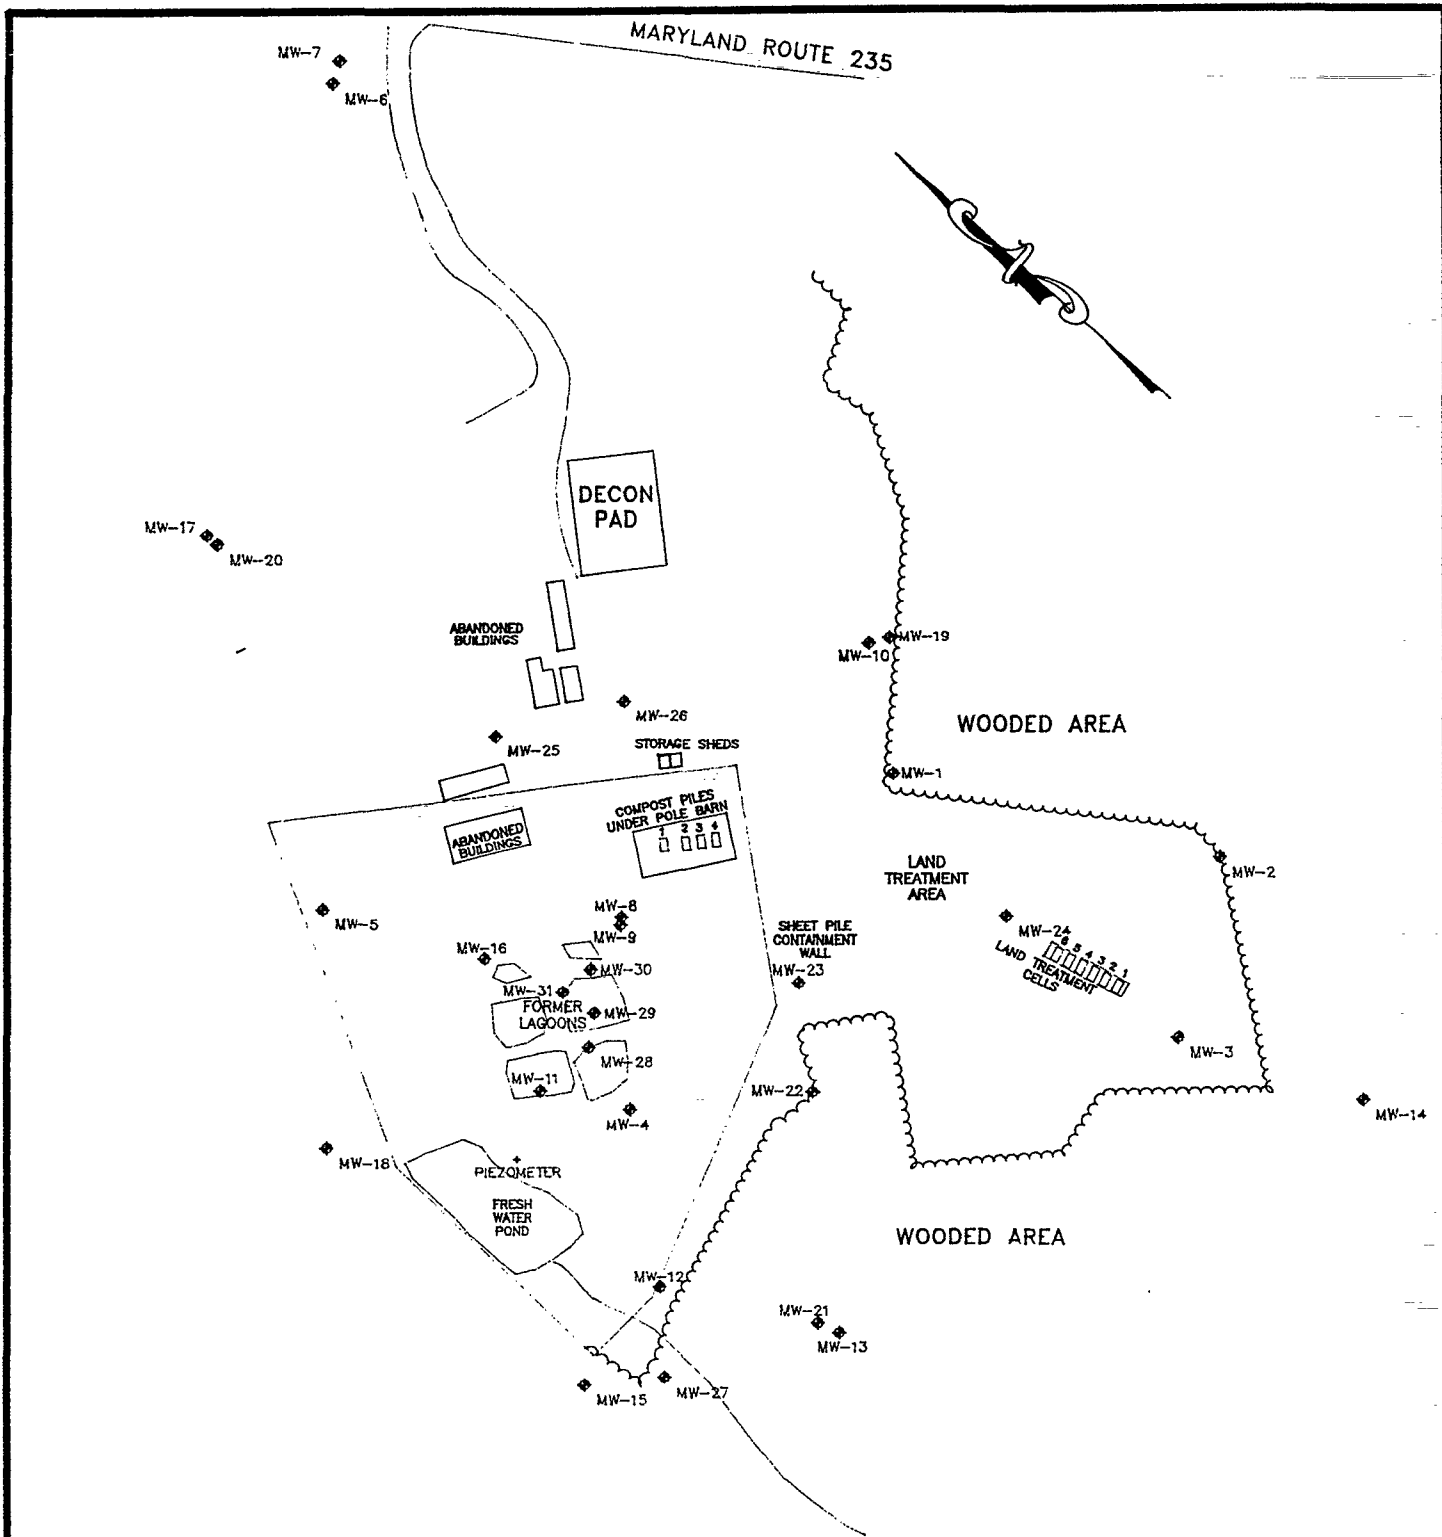 MARYLAND ROUTE 235
MW-7
MW-6
DECON
PAD
MW-17
MW-20
ABANDONED
BUILDINGS
MW-19
MW-10
MW-26
WOODED AREA
MW-25
STORAGE SHEDS
MW-1
COMPOST PILES
UNDER POLE BARN
1 2 3 4
ABANDONED
BUILDINGS
LAND
TREATMENT
AREA
MW-2
MW-5
MW-8
MW-9
SHEET PILE
CONTAINMENT
WALL
MW-24
MW-16
MW-30
MW-23
6 5 4 3 2 1
LAND TREATMENT
CELLS
MW-31
FORMER
LAGOONS
MW-29
MW-3
MW-28
MW-11
MW-22
MW-14
MW-4
MW-18
PIEZOMETER
FRESH
WATER
POND
WOODED AREA
MW-12
MW-21
MW-13
MW-15
MW-27